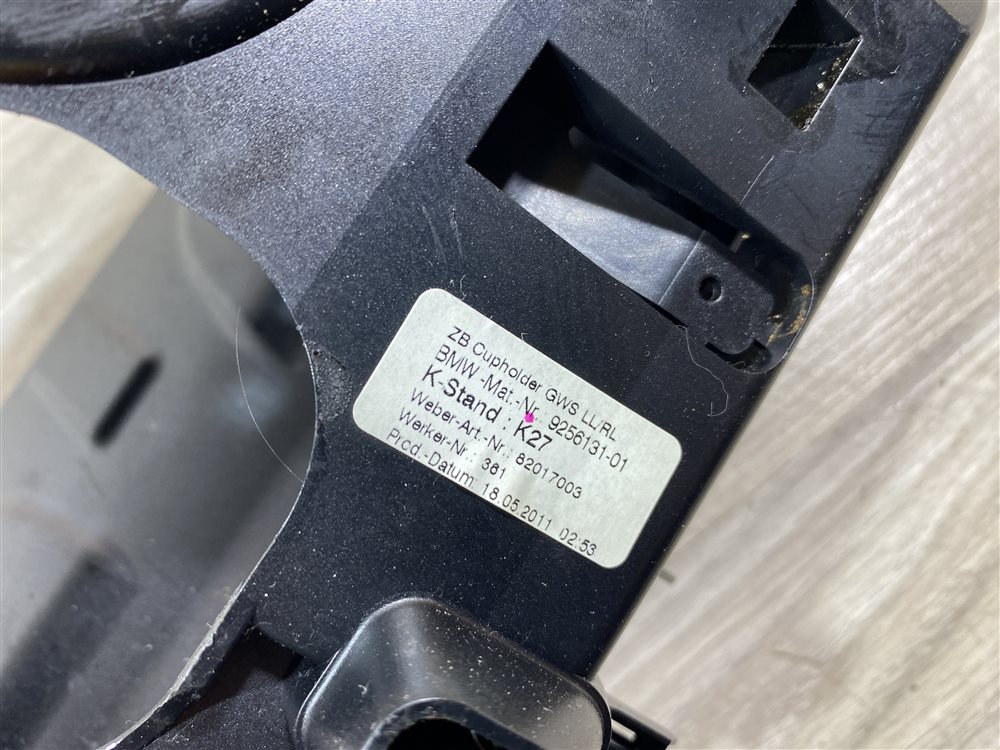 ZB Cupholder GWS LL/RL
BMW-Mat.-Nr. 9256131-01
K-Stand : K27
Weber-Art.-Nr.: 82017003
Werker-Nr.: 361
Prod.-Datum: 18.05.2011 02:53